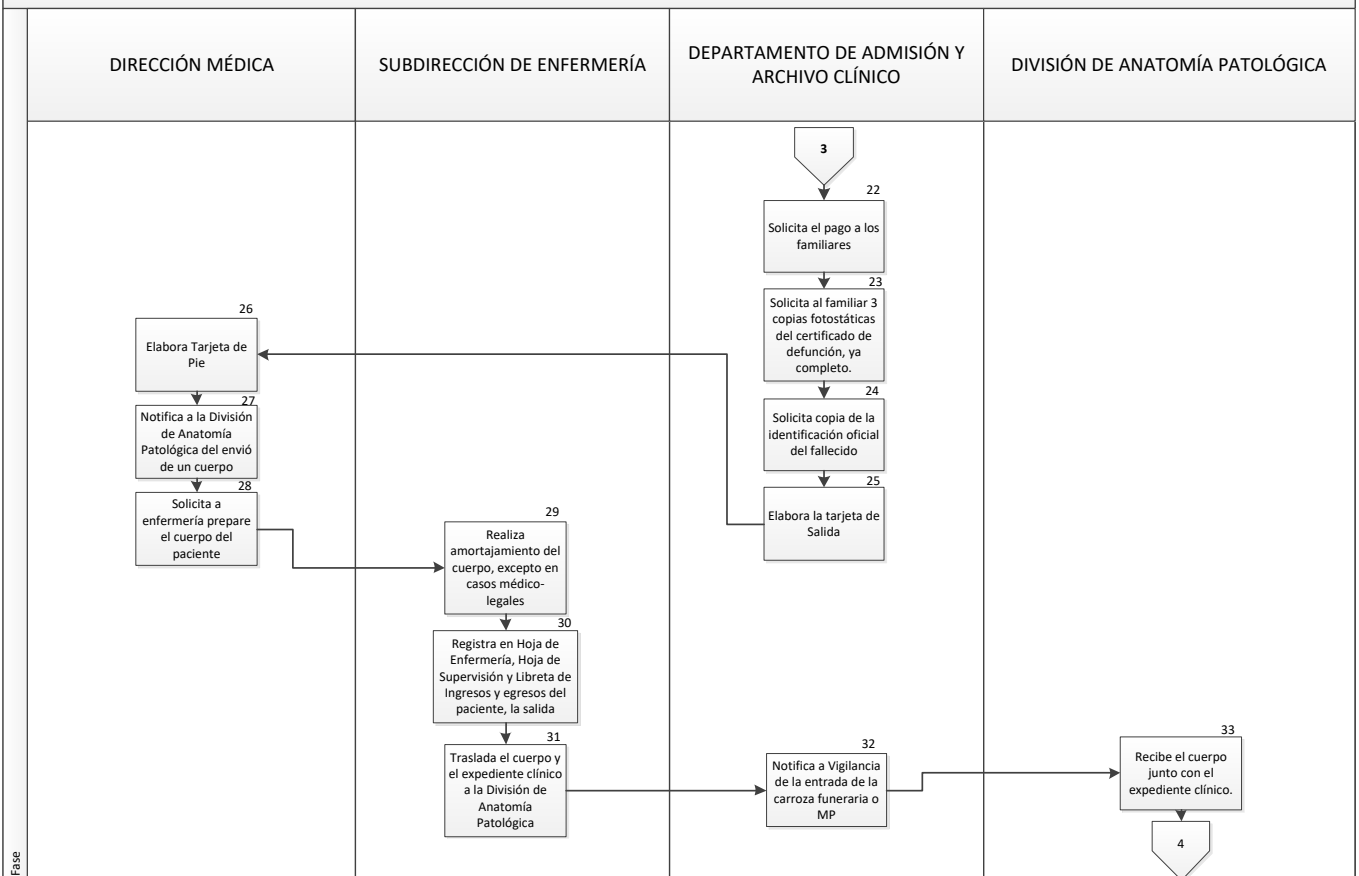 DIRECCIÓN MÉDICA
SUBDIRECCIÓN DE ENFERMERÍA
DEPARTAMENTO DE ADMISIÓN Y
ARCHIVO CLÍNICO
DIVISIÓN DE ANATOMÍA PATOLÓGICA
3
22
Solicita el pago a los
familiares
23
Solicita al familiar 3
copias fotostáticas
del certificado de
defunción, ya
completo.
24
Solicita copia de la
identificación oficial
del fallecido
25
Elabora la tarjeta de
Salida
26
Elabora Tarjeta de
Pie
27
Notifica a la División
de Anatomía
Patológica del envió
de un cuerpo
28
Solicita a
enfermería prepare
el cuerpo del
paciente
29
Realiza
amortajamiento del
cuerpo, excepto en
casos médico-
legales
30
Registra en Hoja de
Enfermería, Hoja de
Supervisión y Libreta de
Ingresos y egresos del
paciente, la salida
31
Traslada el cuerpo y
el expediente clínico
a la División de
Anatomía
Patológica
32
Notifica a Vigilancia
de la entrada de la
carroza funeraria o
MP
33
Recibe el cuerpo
junto con el
expediente clínico.
4
Fase